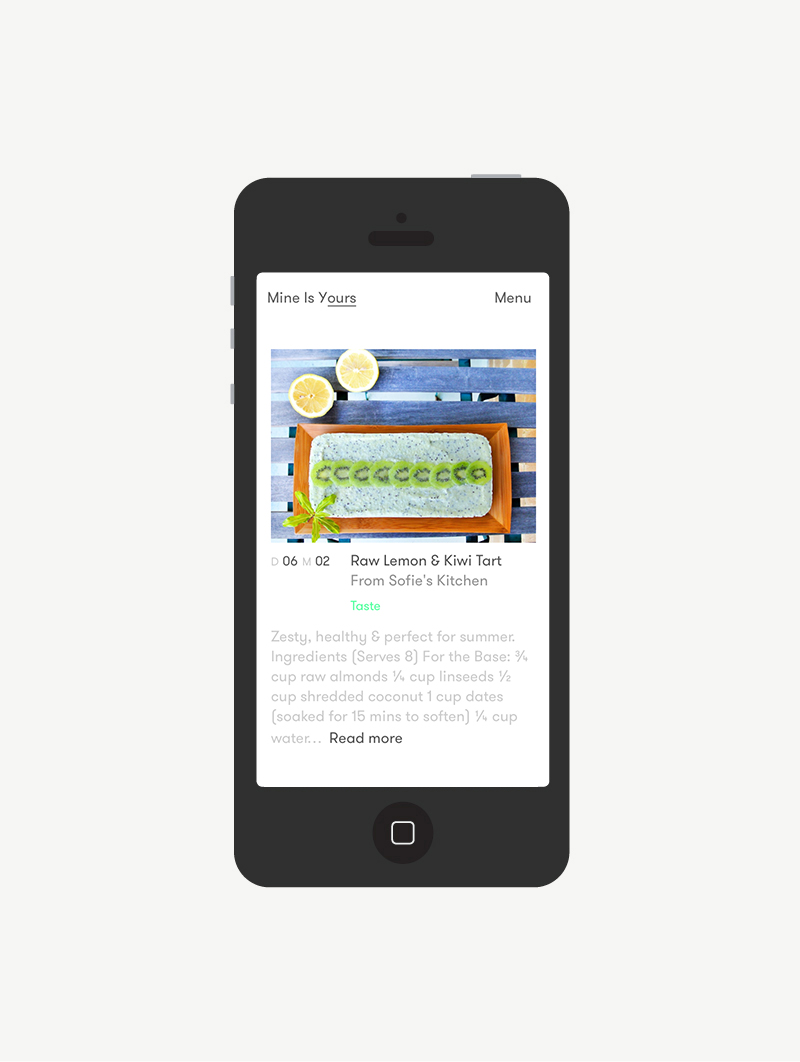 Mine Is Yours
Menu
D 06 M 02
Raw Lemon & Kiwi Tart
From Sofie's Kitchen
Taste
Zesty, healthy & perfect for summer.
Ingredients (Serves 8) For the Base: ¾
cup raw almonds ¼ cup linseeds ½
cup shredded coconut 1 cup dates
(soaked for 15 mins to soften) ¼ cup
water… Read more